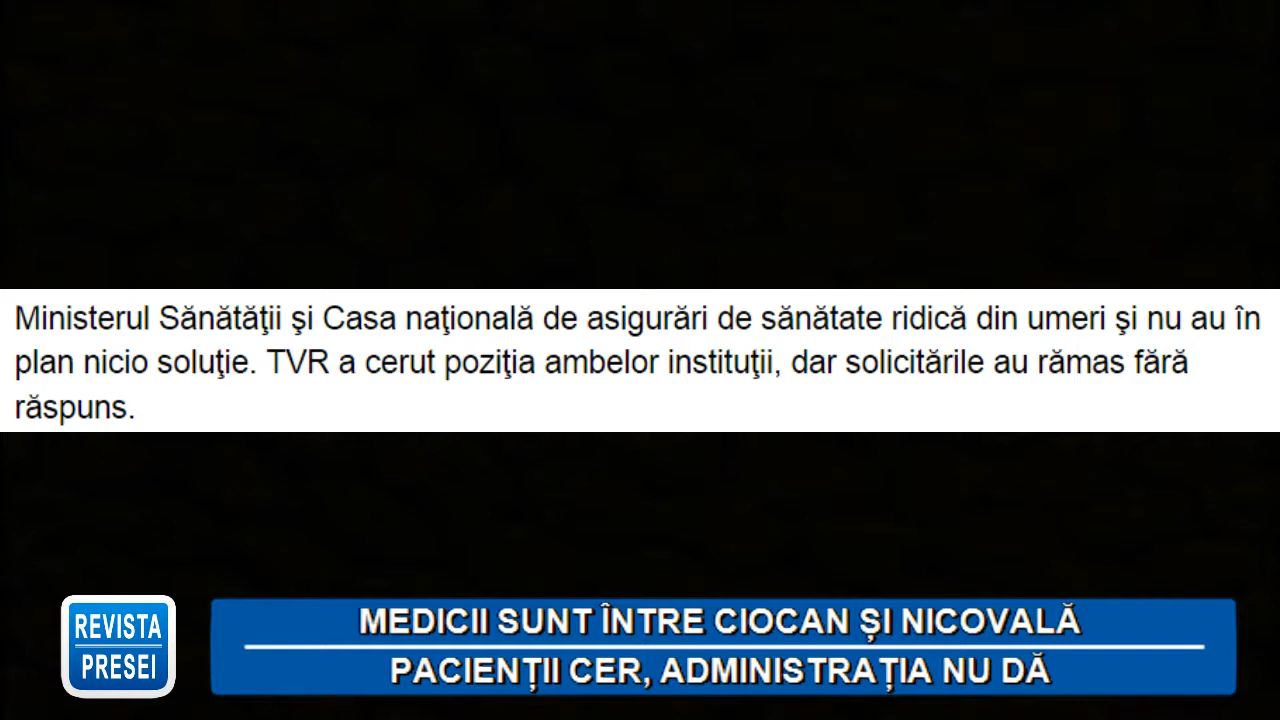 Ministerul Sănătăţii şi Casa naţională de asigurări de sănătate ridică din umeri şi nu au în
plan nicio soluţie. TVR a cerut poziţia ambelor instituţii, dar solicitările au rămas fără
răspuns.
REVISTA
PRESEI
MEDICII SUNT ÎNTRE CIOCAN ȘI NICOVALĂ
PACIENȚII CER, ADMINISTRAȚIA NU DĂ